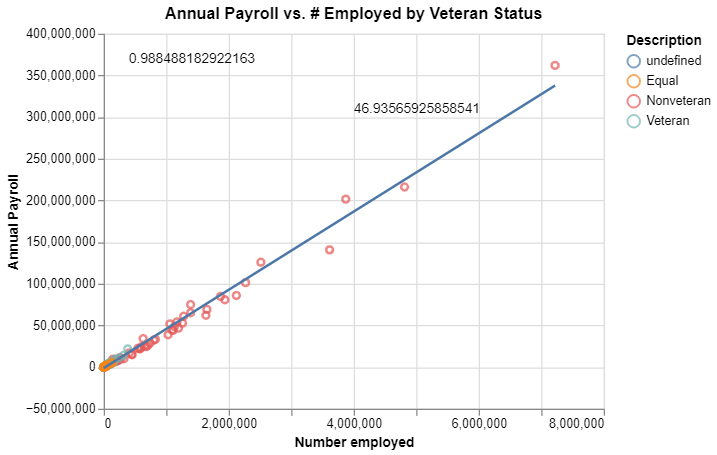 Annual Payroll vs. # Employed by Veteran Status
400,000,000
350,000,000
300,000,000
250,000,000
200,000,000
150,000,000
100,000,000
50,000,000
0
−50,000,000
Annual Payroll
0.988488182922163
46.93565925858541
0
2,000,000
4,000,000
6,000,000
8,000,000
Number employed
Description
undefined
Equal
Nonveteran
Veteran